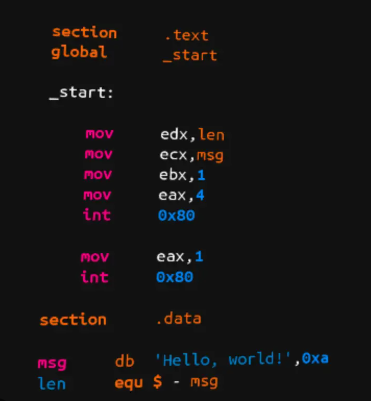 section .text
global _start
_start:
mov edx,len
mov ecx,msg
mov ebx,1
mov eax,4
int 0x80
mov eax,1
int 0x80
section .data
msg db 'Hello, world!',0xa
len equ $ - msg